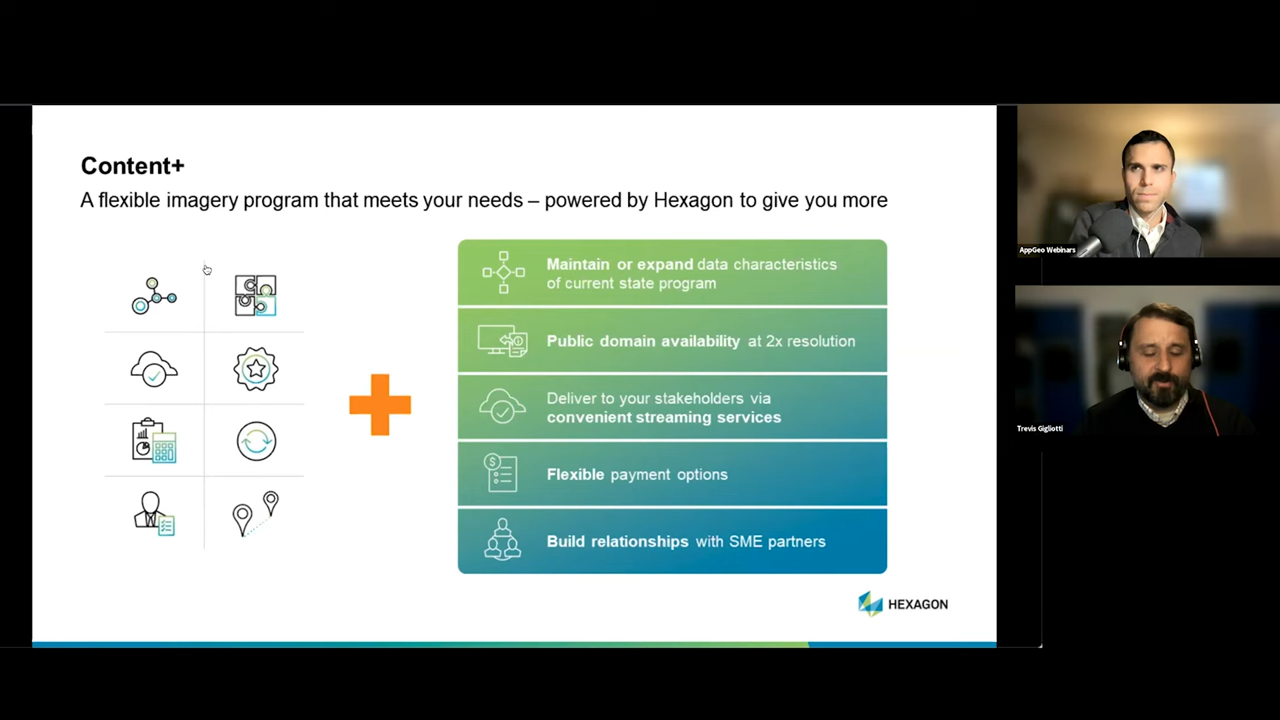 Content+
A flexible imagery program that meets your needs – powered by Hexagon to give you more
Maintain or expand data characteristics
of current state program
Public domain availability at 2x resolution
Deliver to your stakeholders via
convenient streaming services
Flexible payment options
Build relationships with SME partners
HEXAGON
AppGeo Webinars
Trevis Gigliotti